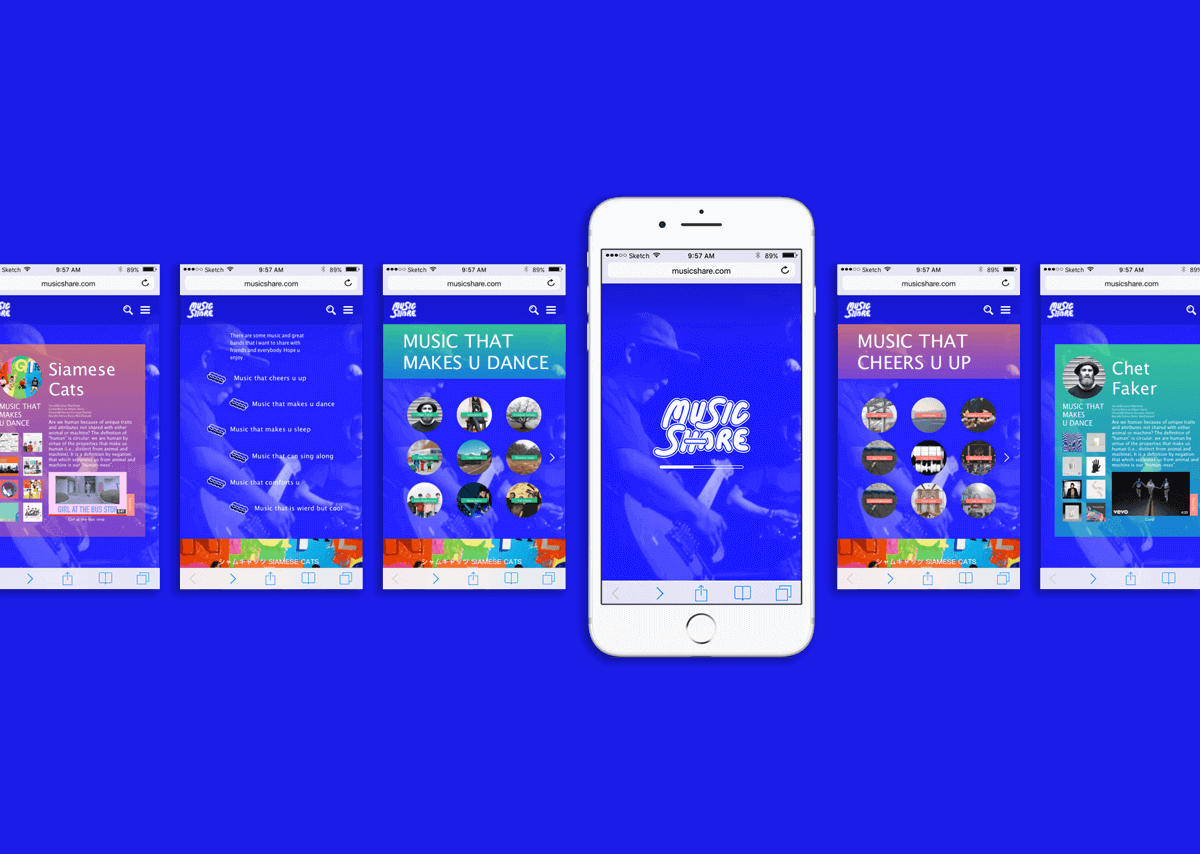 Sketch
9:57 AM
89%
musicshare.com
Siamese
Cats
MUSIC THAT
MAKES
U DANCE
Are we human because of unique traits
and attributes not shared with either
animal or machine? The definition of
"human" is circular: we are human by
virtue of the properties that make us
human (i.e., distinct from animal and
machine). It is a definition by negation:
that which separates us from animal and
machine is our "human-ness".
GIRL AT THE BUS STOP
Girl at the bus stop
Sketch
9:57 AM
89%
musicshare.com
MUSIC
SHARE
There are some music and great
bands that I want to share with
friends and everybody. Hope u
enjoy
Music that cheers u up
Music that makes u dance
Music that makes u sleep
Music that can sing along
Music that comforts u
Music that is wierd but cool
シャムキャッツ SIAMESE CATS
Sketch
9:57 AM
89%
musicshare.com
MUSIC
SHARE
MUSIC THAT
MAKES U DANCE
シャムキャッツ SIAMESE CATS
Sketch
9:57 AM
89%
musicshare.com
MUSIC
SHARE
Sketch
9:57 AM
89%
musicshare.com
MUSIC
SHARE
MUSIC THAT
CHEERS U UP
シャムキャッツ SIAMESE CATS
Sketch
9:57 AM
musicshare.com
MUSIC
SHARE
Chet
Faker
MUSIC THAT
MAKES
U DANCE
Are we human because of unique traits
and attributes not shared with either
animal or machine? The definition of
"human" is circular: we are human by
virtue of the properties that make us
human (i.e., distinct from animal and
machine). It is a definition by negation:
that which separates us from animal and
machine is our "human-ness".
vevo
Gold